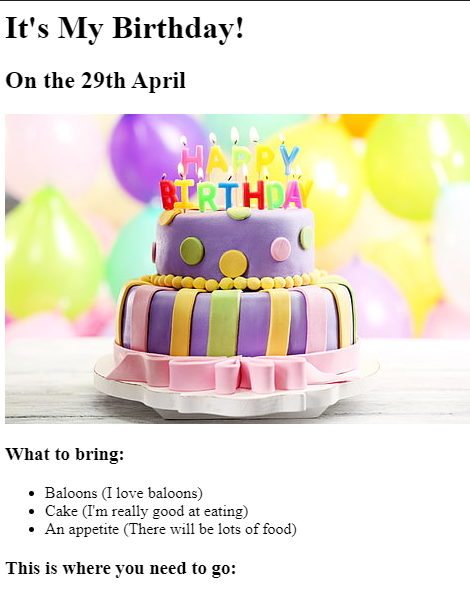 It's My Birthday!
On the 29th April
HAPPY
BIRTHDAY
What to bring:
Baloons (I love baloons)
Cake (I'm really good at eating)
An appetite (There will be lots of food)
This is where you need to go: